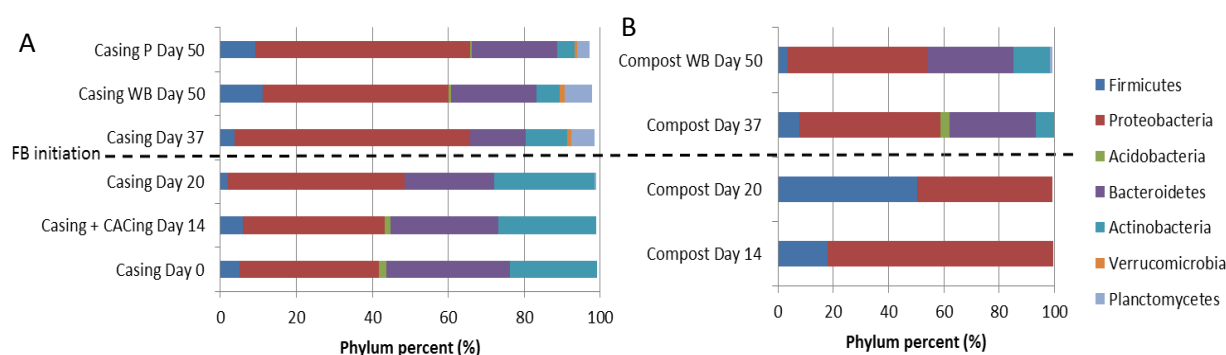 A
Casing P Day 50
Casing WB Day 50
Casing Day 37
FB initiation
Casing Day 20
Casing + CACing Day 14
Casing Day 0
0 20 40 60 80 100
Phylum percent (%)
B
Compost WB Day 50
Compost Day 37
Compost Day 20
Compost Day 14
0 20 40 60 80 100
Phylum percent (%)
Firmicutes
Proteobacteria
Acidobacteria
Bacteroidetes
Actinobacteria
Verrucomicrobia
Planctomycetes